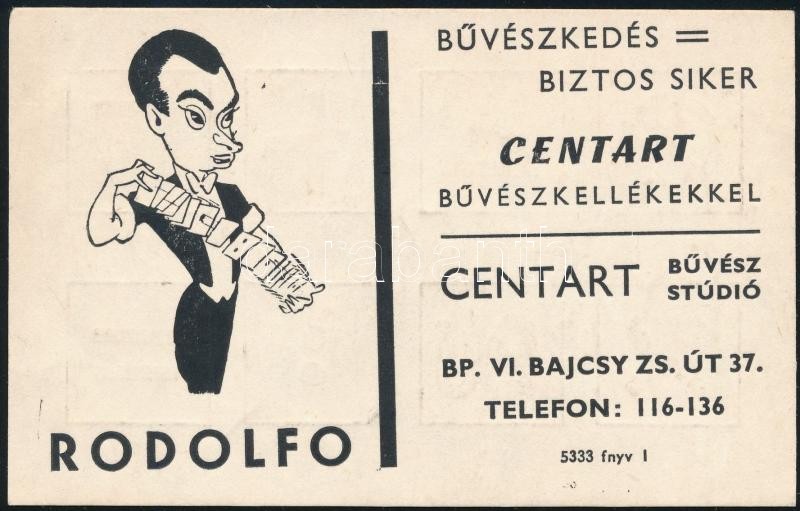 RODOLFO
BŰVÉSZKEDÉS =
BIZTOS SIKER
CENTART
BŰVÉSZKELLÉKEKKEL
CENTART BŰVÉSZ
STÚDIÓ
BP. VI. BAJCSY ZS. ÚT 37.
TELEFON: 116-136
5333 fnyv I
darabanth